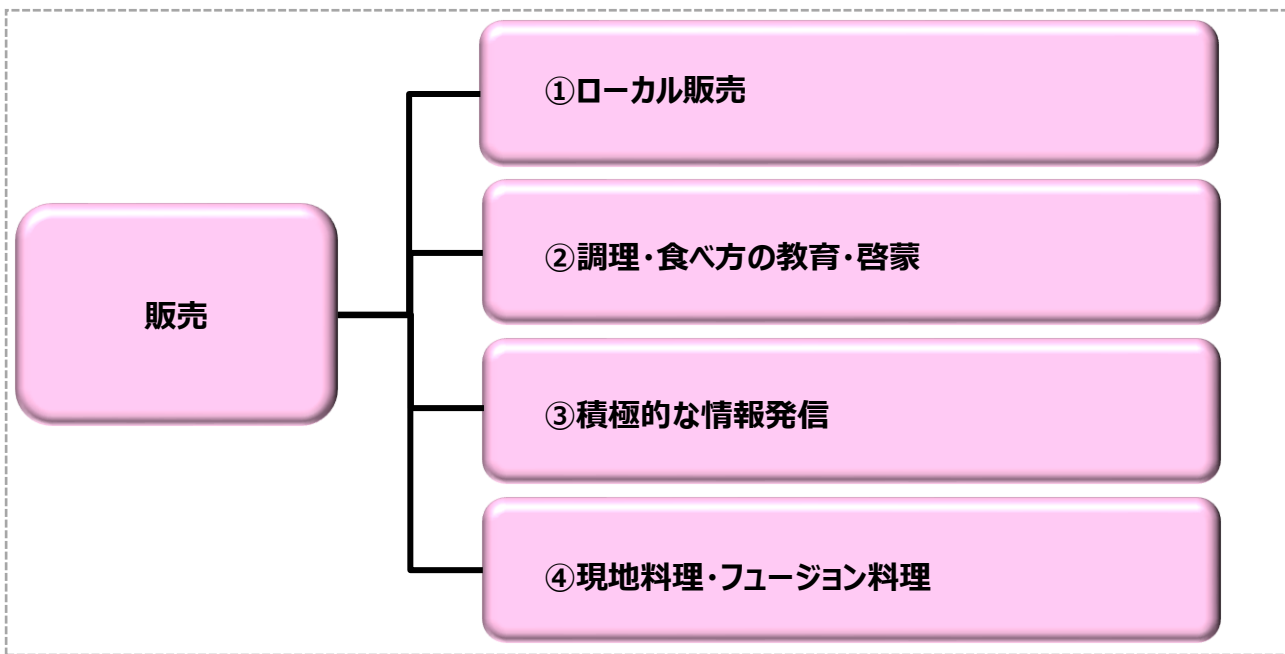 ①ローカル販売
②調理・食べ方の教育・啓蒙
販売
③積極的な情報発信
④現地料理・フュージョン料理